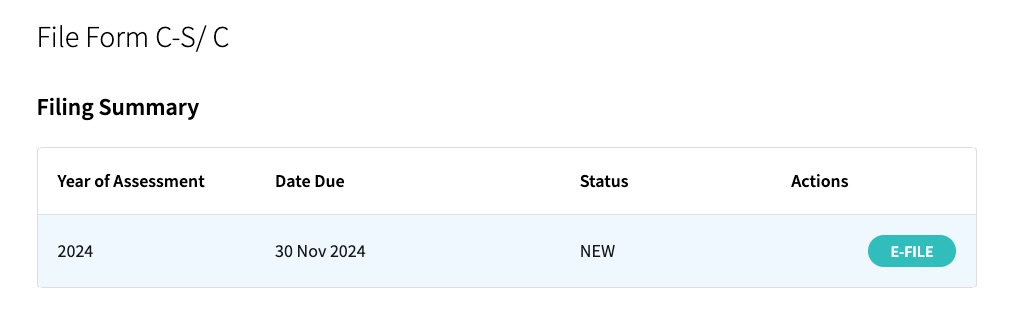 File Form C-S/ C
Filing Summary
Year of Assessment Date Due Status Actions
2024 30 Nov 2024 NEW E-FILE